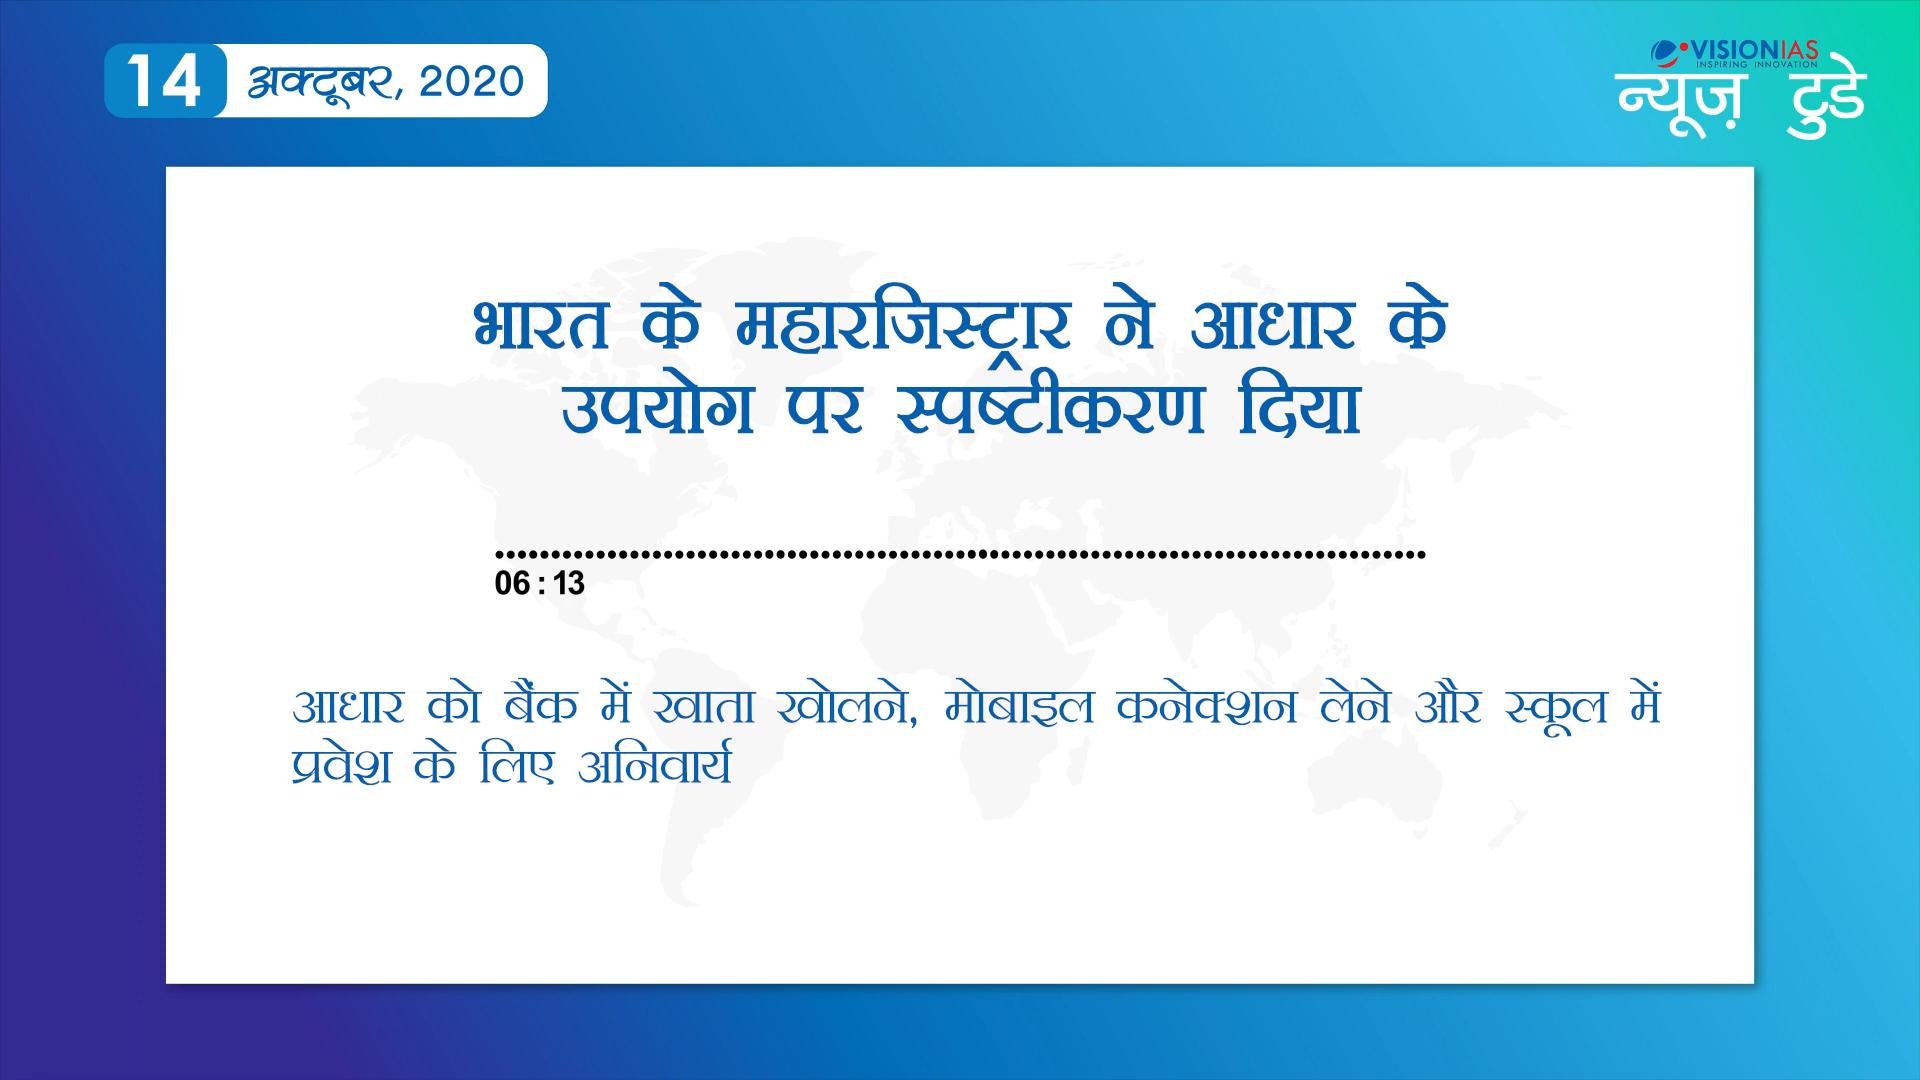 14 अक्टूबर, 2020
VISIONIAS
INSPIRING INNOVATION
न्यूज़ टुडे
भारत के महारजिस्ट्रार ने आधार के
उपयोग पर स्पष्टीकरण दिया
06 : 13
आधार को बैंक में खाता खोलने, मोबाइल कनेक्शन लेने और स्कूल में
प्रवेश के लिए अनिवार्य